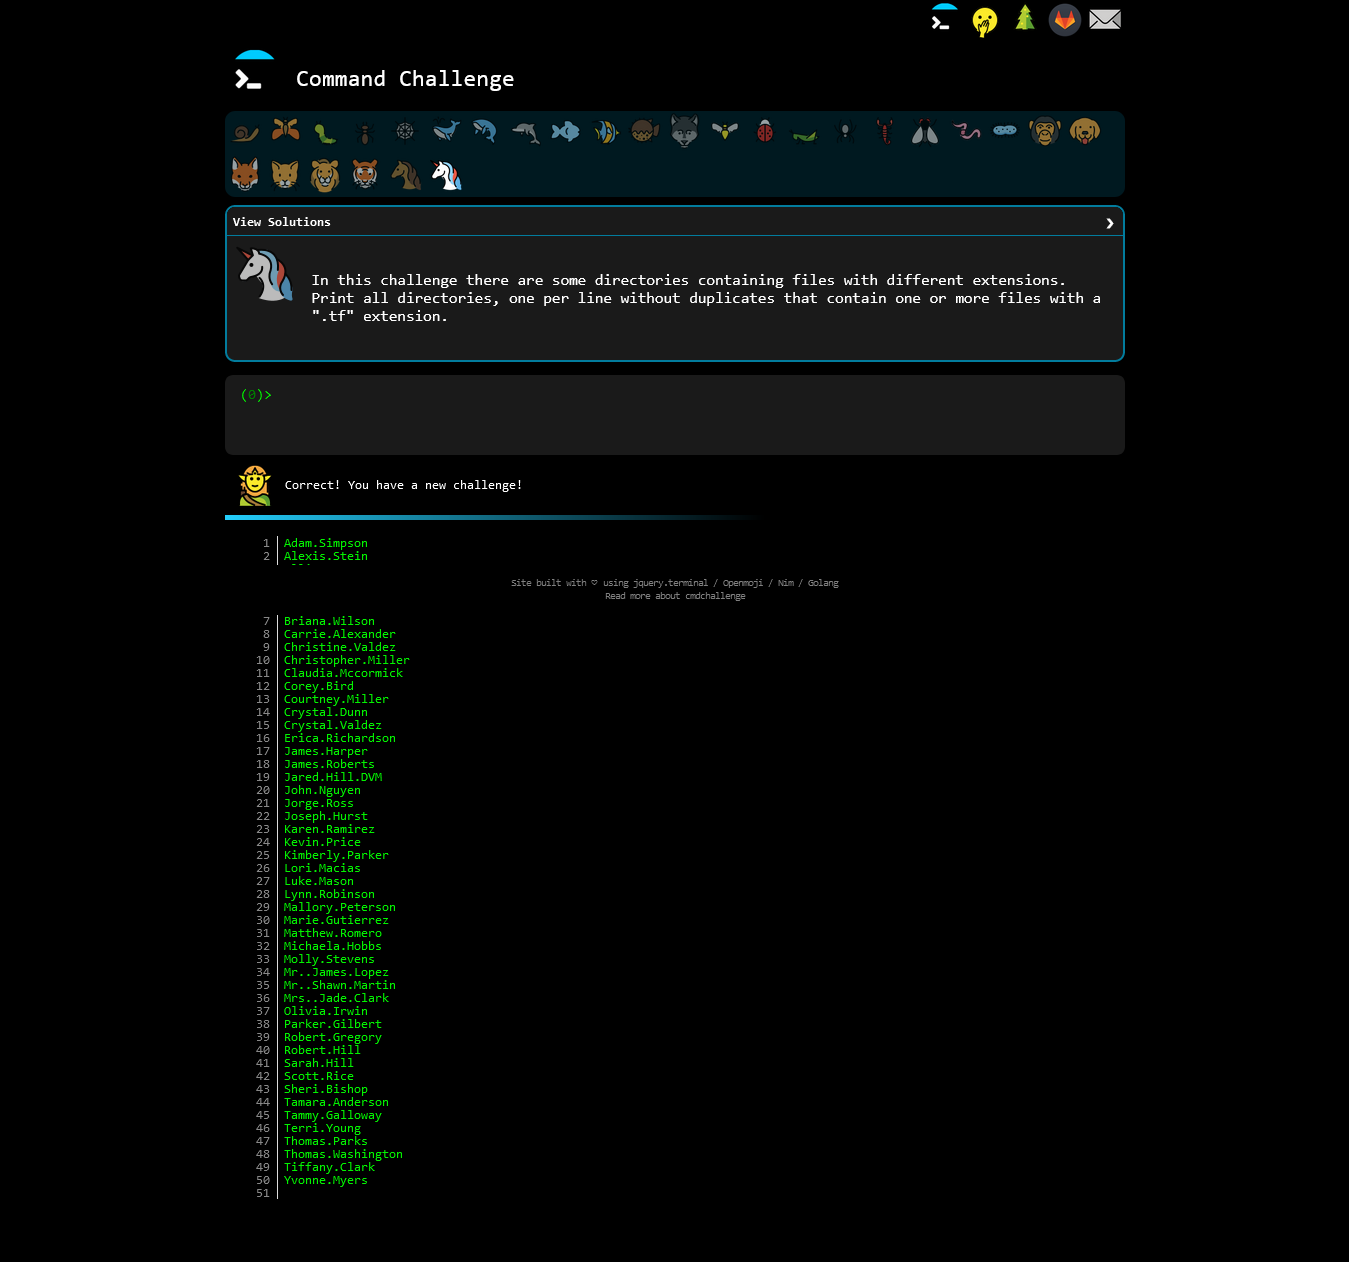 Command Challenge
View Solutions
In this challenge there are some directories containing files with different extensions.
Print all directories, one per line without duplicates that contain one or more files with a
".tf" extension.
(0)>
Correct! You have a new challenge!
1 Adam.Simpson
2 Alexis.Stein
Site built with ♡ using jquery.terminal / Openmoji / Nim / Golang
Read more about cmdchallenge
7 Briana.Wilson
8 Carrie.Alexander
9 Christine.Valdez
10 Christopher.Miller
11 Claudia.Mccormick
12 Corey.Bird
13 Courtney.Miller
14 Crystal.Dunn
15 Crystal.Valdez
16 Erica.Richardson
17 James.Harper
18 James.Roberts
19 Jared.Hill.DVM
20 John.Nguyen
21 Jorge.Ross
22 Joseph.Hurst
23 Karen.Ramirez
24 Kevin.Price
25 Kimberly.Parker
26 Lori.Macias
27 Luke.Mason
28 Lynn.Robinson
29 Mallory.Peterson
30 Marie.Gutierrez
31 Matthew.Romero
32 Michaela.Hobbs
33 Molly.Stevens
34 Mr..James.Lopez
35 Mr..Shawn.Martin
36 Mrs..Jade.Clark
37 Olivia.Irwin
38 Parker.Gilbert
39 Robert.Gregory
40 Robert.Hill
41 Sarah.Hill
42 Scott.Rice
43 Sheri.Bishop
44 Tamara.Anderson
45 Tammy.Galloway
46 Terri.Young
47 Thomas.Parks
48 Thomas.Washington
49 Tiffany.Clark
50 Yvonne.Myers
51